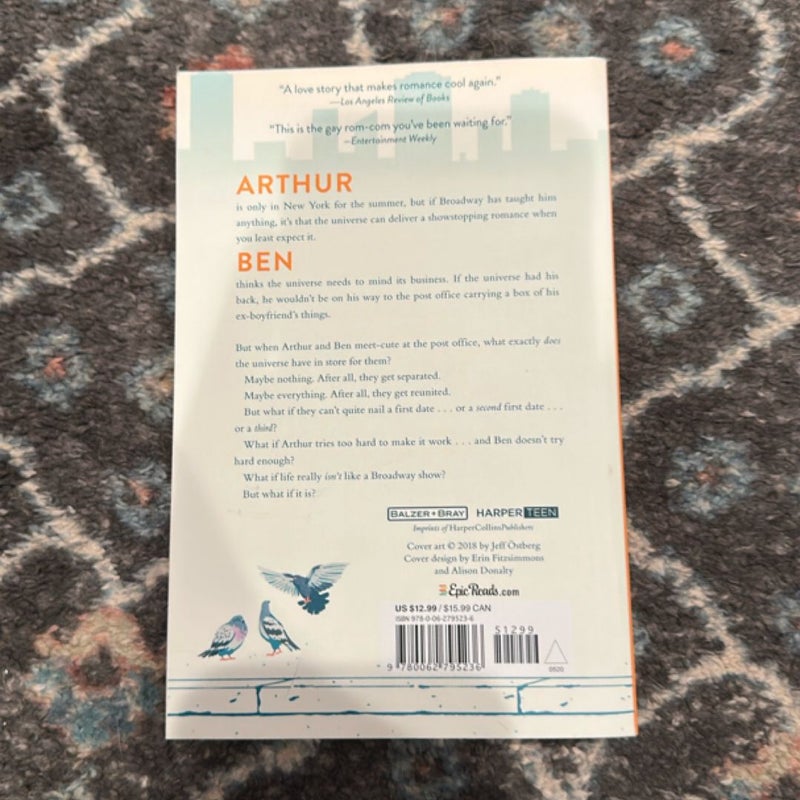 “A love story that makes romance cool again.”
—Los Angeles Review of Books
“This is the gay rom-com you’ve been waiting for.”
—Entertainment Weekly
ARTHUR
is only in New York for the summer, but if Broadway has taught him
anything, it’s that the universe can deliver a showstopping romance when
you least expect it.
BEN
thinks the universe needs to mind its business. If the universe had his
back, he wouldn’t be on his way to the post office carrying a box of his
ex-boyfriend’s things.
But when Arthur and Ben meet-cute at the post office, what exactly does
the universe have in store for them?
Maybe nothing. After all, they get separated.
Maybe everything. After all, they get reunited.
But what if they can’t quite nail a first date . . . or a second first date . . .
or a third?
What if Arthur tries too hard to make it work . . . and Ben doesn’t try
hard enough?
What if life really isn’t like a Broadway show?
But what if it is?
BALZER + BRAY HARPER TEEN
Imprints of HarperCollinsPublishers
Cover art © 2018 by Jeff Östberg
Cover design by Erin Fitzsimmons
and Alison Donalty
EpicReads.com
US $12.99 / $15.99 CAN
ISBN 978-0-06-279523-6
51299
9 780062 795236
0520